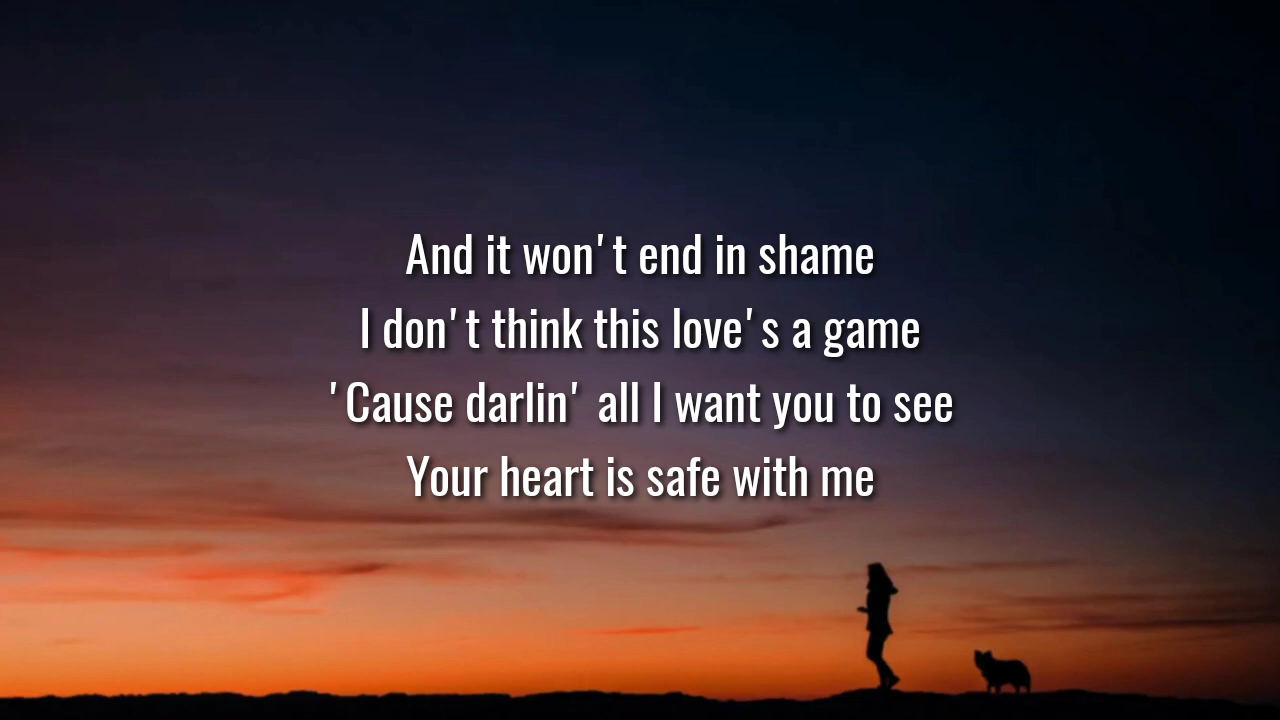 And it won't end in shame
I don't think this love's a game
'Cause darlin' all I want you to see
Your heart is safe with me